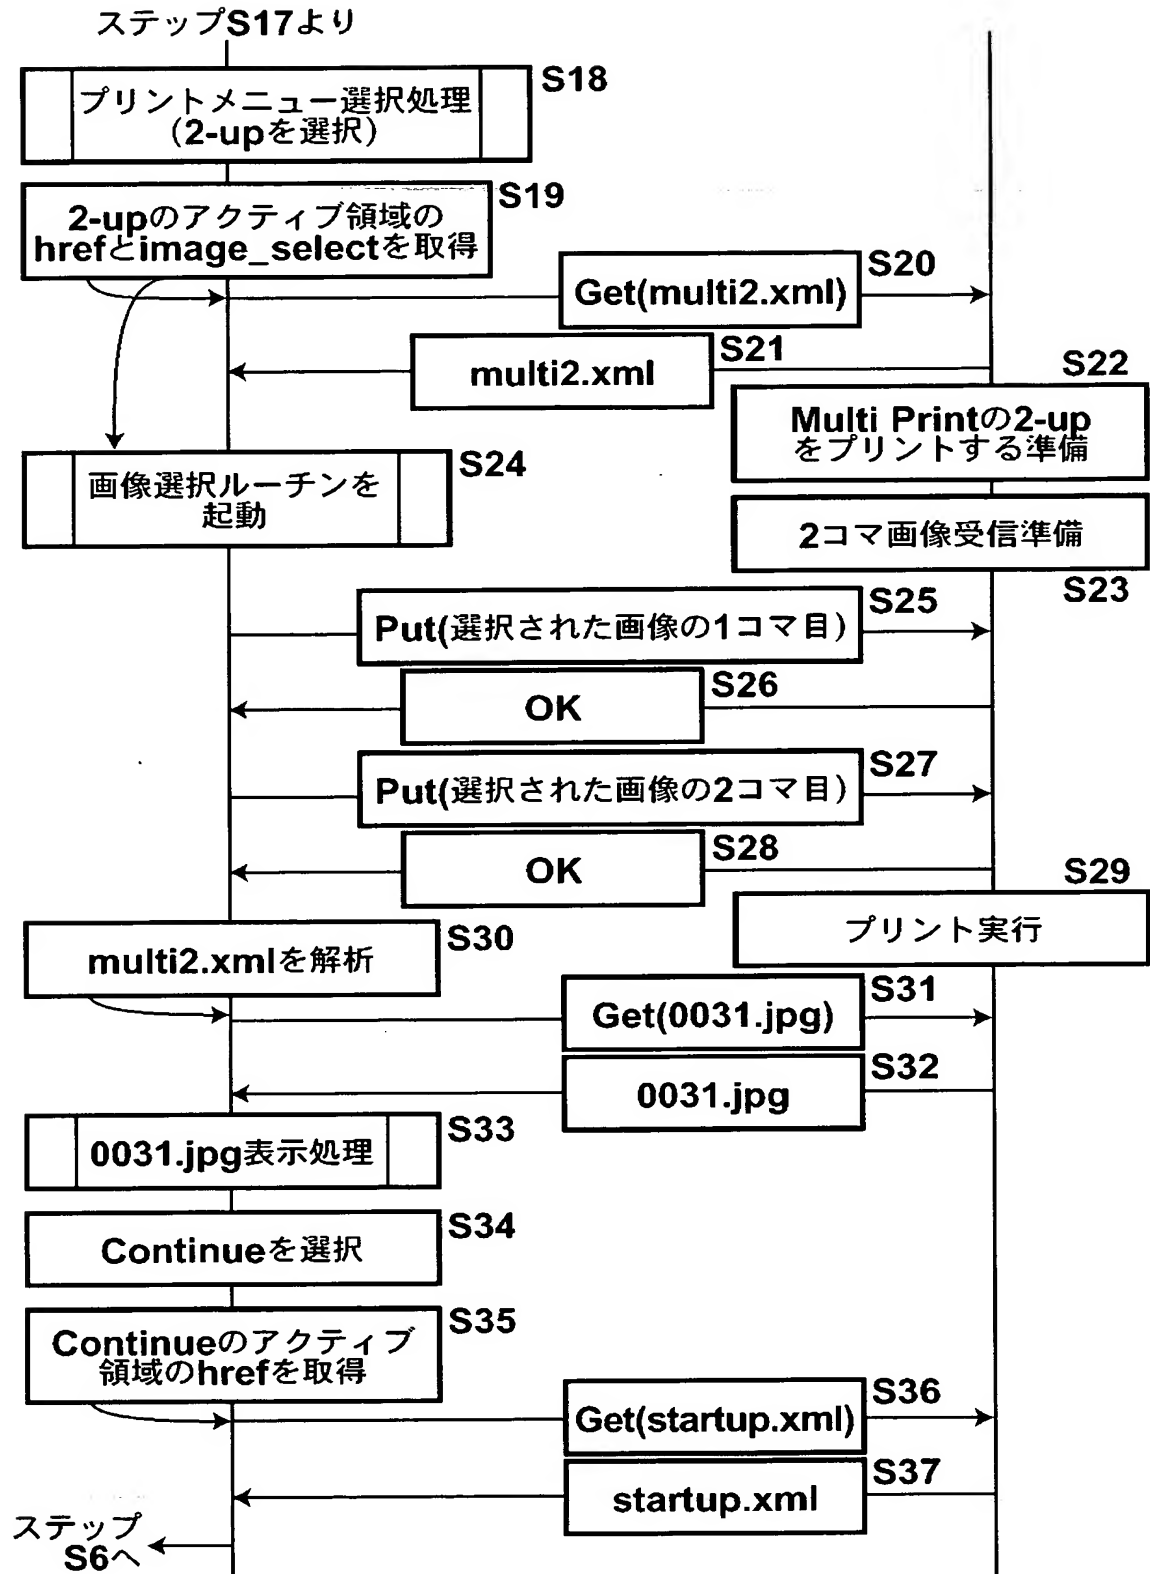 ステップS17より
S18
プリントメニュー選択処理
(2-upを選択)
S19
2-upのアクティブ領域の
hrefとimage_selectを取得
S20
Get(multi2.xml)
S21
multi2.xml
S22
Multi Printの2-up
をプリントする準備
S24
画像選択ルーチンを
起動
2コマ画像受信準備
S23
S25
Put(選択された画像の1コマ目)
S26
OK
S27
Put(選択された画像の2コマ目)
S28
OK
S29
プリント実行
S30
multi2.xmlを解析
S31
Get(0031.jpg)
S32
0031.jpg
S33
0031.jpg表示処理
S34
Continueを選択
S35
Continueのアクティブ
領域のhrefを取得
S36
Get(startup.xml)
S37
startup.xml
ステップ
S6へ